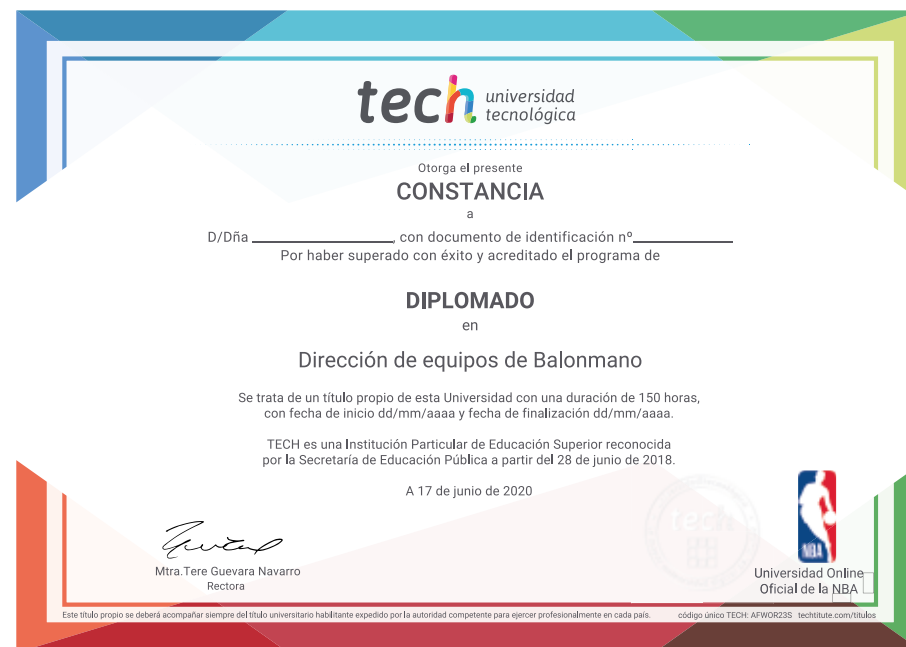 tech universidad
tecnológica
Otorga el presente
CONSTANCIA
a
D/Dña ____________, con documento de identificación nº____________
Por haber superado con éxito y acreditado el programa de
DIPLOMADO
en
Dirección de equipos de Balonmano
Se trata de un título propio de esta Universidad con una duración de 150 horas,
con fecha de inicio dd/mm/aaaa y fecha de finalización dd/mm/aaaa.
TECH es una Institución Particular de Educación Superior reconocida
por la Secretaría de Educación Pública a partir del 28 de junio de 2018.
A 17 de junio de 2020
tech
Mtra.Tere Guevara Navarro
Rectora
NBA
Universidad Online
Oficial de la NBA
Este título propio se deberá acompañar siempre del título universitario habilitante expedido por la autoridad competente para ejercer profesionalmente en cada país.
código único TECH: AFWOR23S techtitute.com/titulos